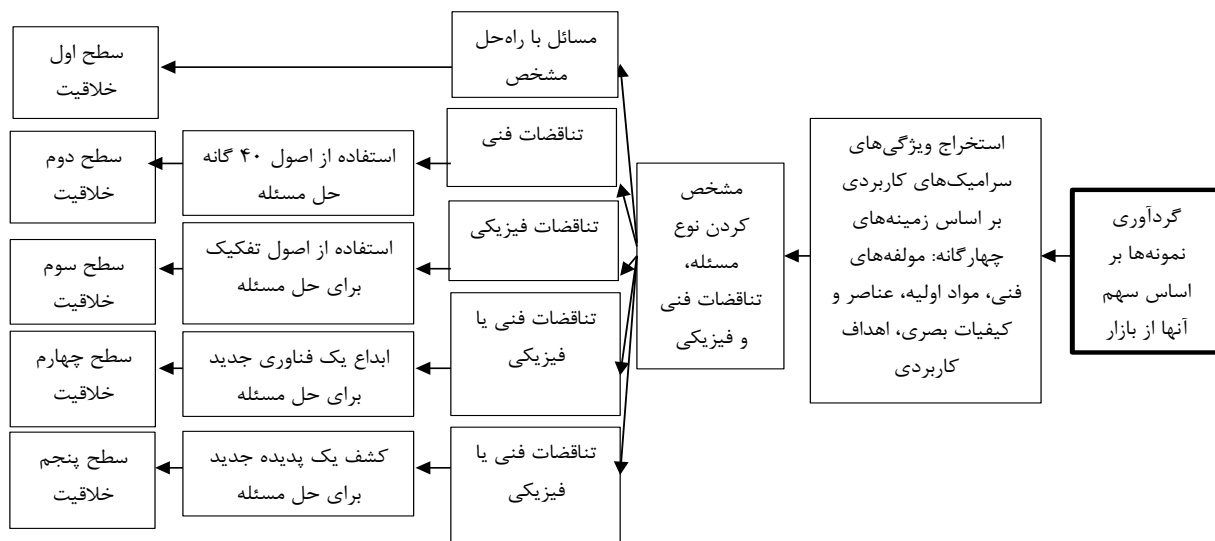 گردآوری
نمونه‌ها بر
اساس سهم
آنها از بازار
استخراج ویژگی‌های
سرامیک‌های کاربردی
بر اساس زمینه‌های
چهارگانه: مولفه‌های
فنی، مواد اولیه، عناصر و
کیفیات بصری، اهداف
کاربردی
مشخص
کردن نوع
مسئله،
تناقضات فنی
و فیزیکی
مسائل با راه‌حل
مشخص
سطح اول
خلاقیت
تناقضات فنی
استفاده از اصول ۴۰ گانه
حل مسئله
سطح دوم
خلاقیت
تناقضات فیزیکی
استفاده از اصول تفکیک
برای حل مسئله
سطح سوم
خلاقیت
تناقضات فنی یا
فیزیکی
ابداع یک فناوری جدید
برای حل مسئله
سطح چهارم
خلاقیت
تناقضات فنی یا
فیزیکی
کشف یک پدیده جدید
برای حل مسئله
سطح پنجم
خلاقیت